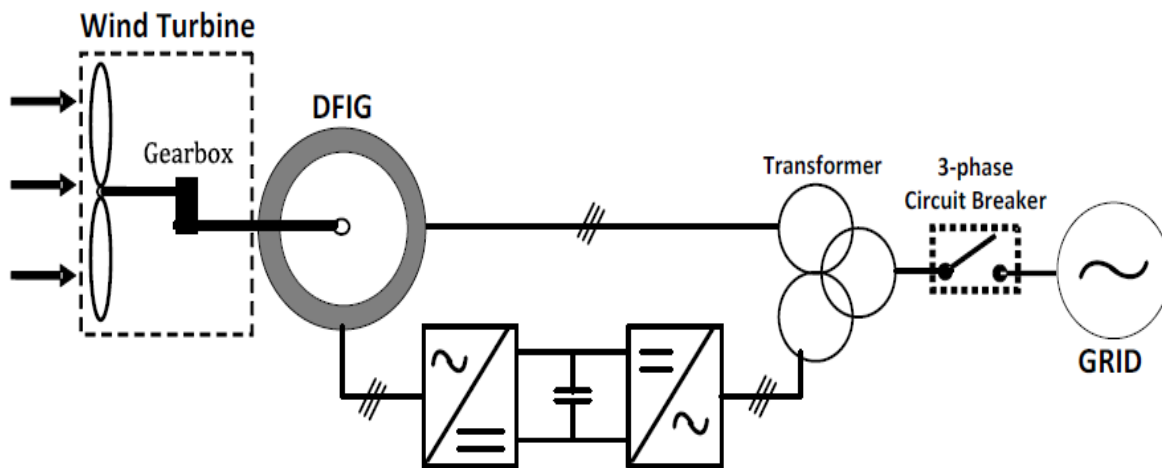 Wind Turbine
DFIG
Gearbox
Transformer
3-phase
Circuit Breaker
GRID